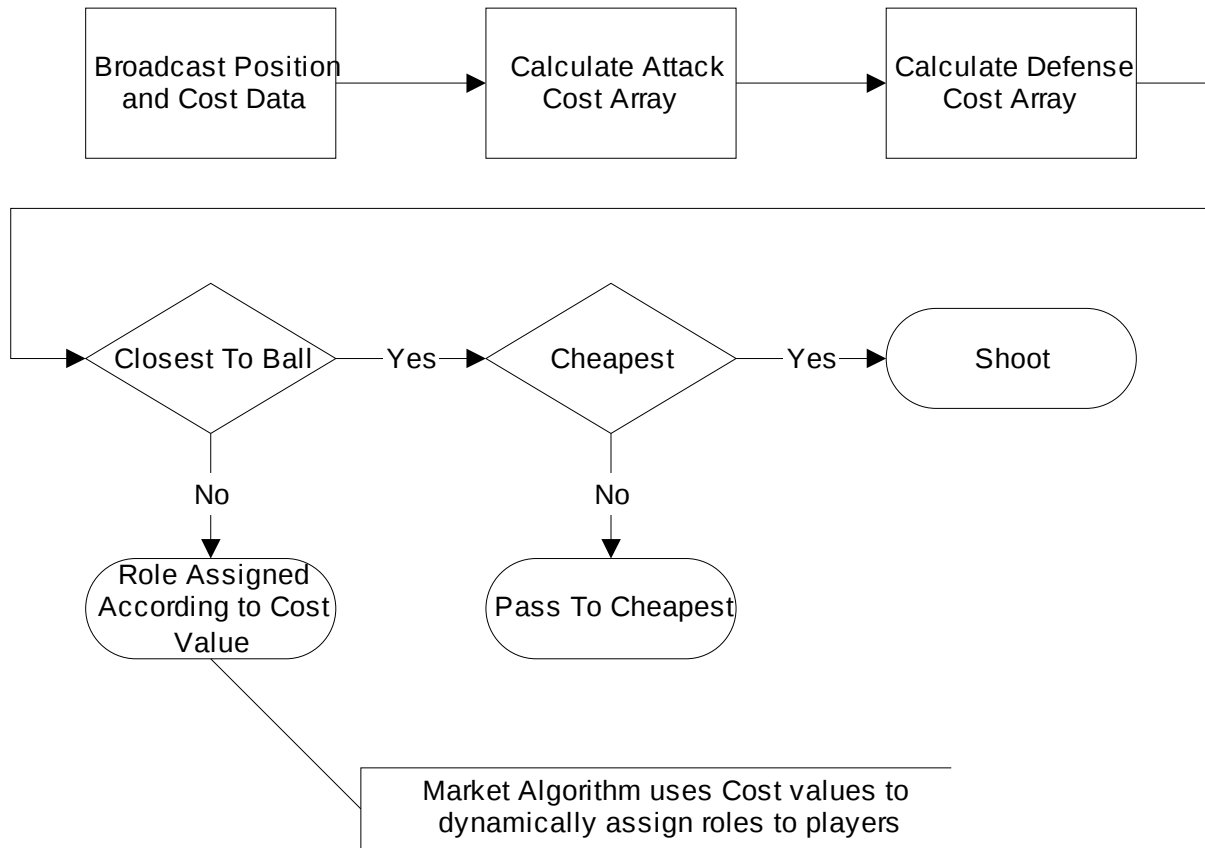 Broadcast Position
and Cost Data
Calculate Attack
Cost Array
Calculate Defense
Cost Array
Closest To Ball
Yes
Cheapest
Yes
Shoot
No
No
Role Assigned
According to Cost
Value
Pass To Cheapest
Market Algorithm uses Cost values to
dynamically assign roles to players